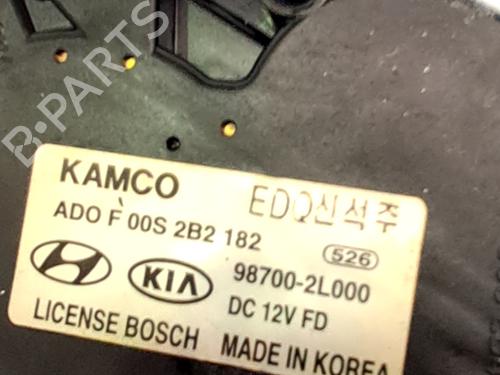 B-PARTS
KAMCO EDQ신석주
ADO F 00S 2B2 182
526
KIA 98700-2L000
DC 12V FD
LICENSE BOSCH MADE IN KOREA